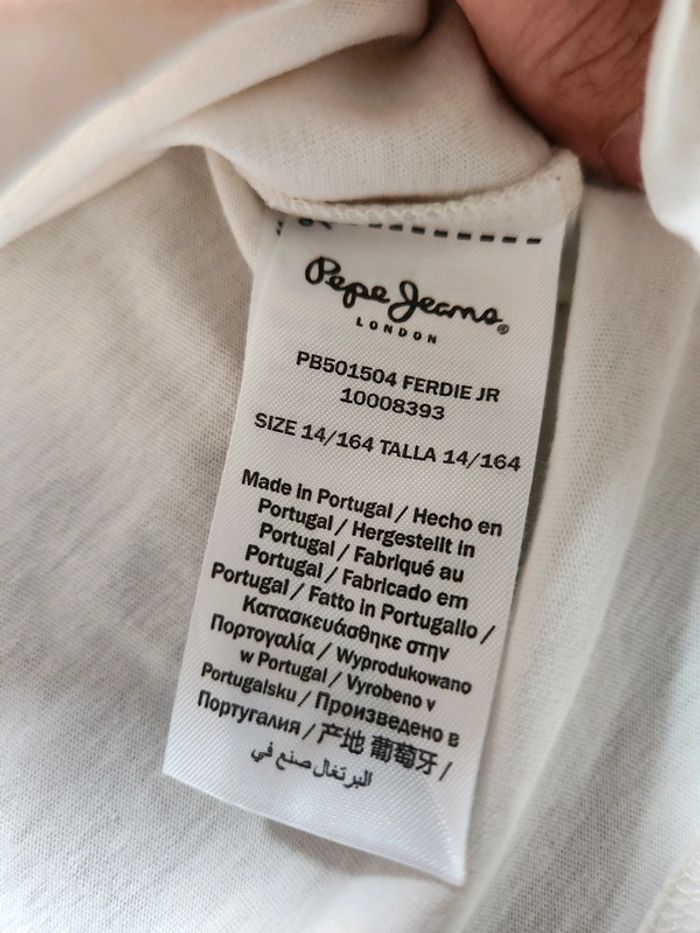 Pepe Jeans®
LONDON
PB501504 FERDIE JR
10008393
SIZE 14/164 TALLA 14/164
Made in Portugal / Hecho en
Portugal / Hergestellt in
Portugal / Fabriqué au
Portugal / Fabricado em
Portugal / Fatto in Portugallo /
Κατασκευάσθηκε στην
Πορτογαλία / Wyprodukowano
w Portugal / Vyrobeno v
Portugalsku / Произведено в
Португалия / 产地 葡萄牙 /
البرتغال صنع في